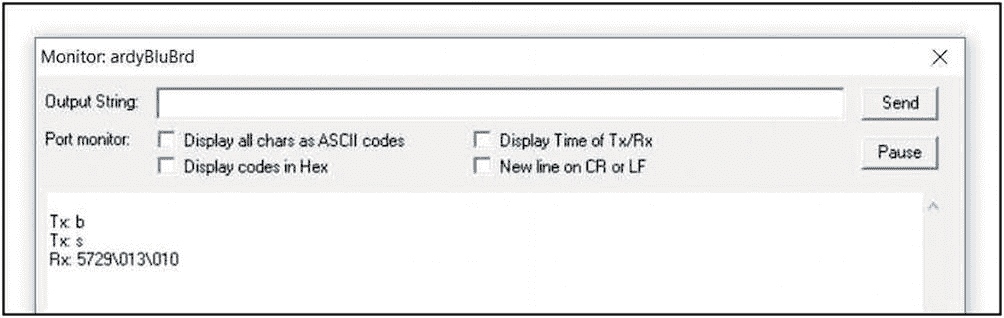 Monitor: ardyBluBrd
Output String: Send
Port monitor: Display all chars as ASCII codes Display Time of Tx/Rx
Pause
Display codes in Hex New line on CR or LF
Tx: b
Tx: s
Rx: 5729\013\010